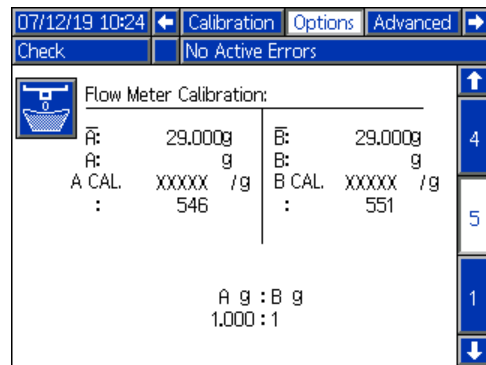 07/12/19 10:24 Calibration Options Advanced
Check No Active Errors
Flow Meter Calibration:
A̅: 29.000g B̅: 29.000g
A: g B: g
A CAL. XXXXX /g B CAL. XXXXX /g
: 546 : 551
A g : B g
1.000 : 1
4
5
1
0